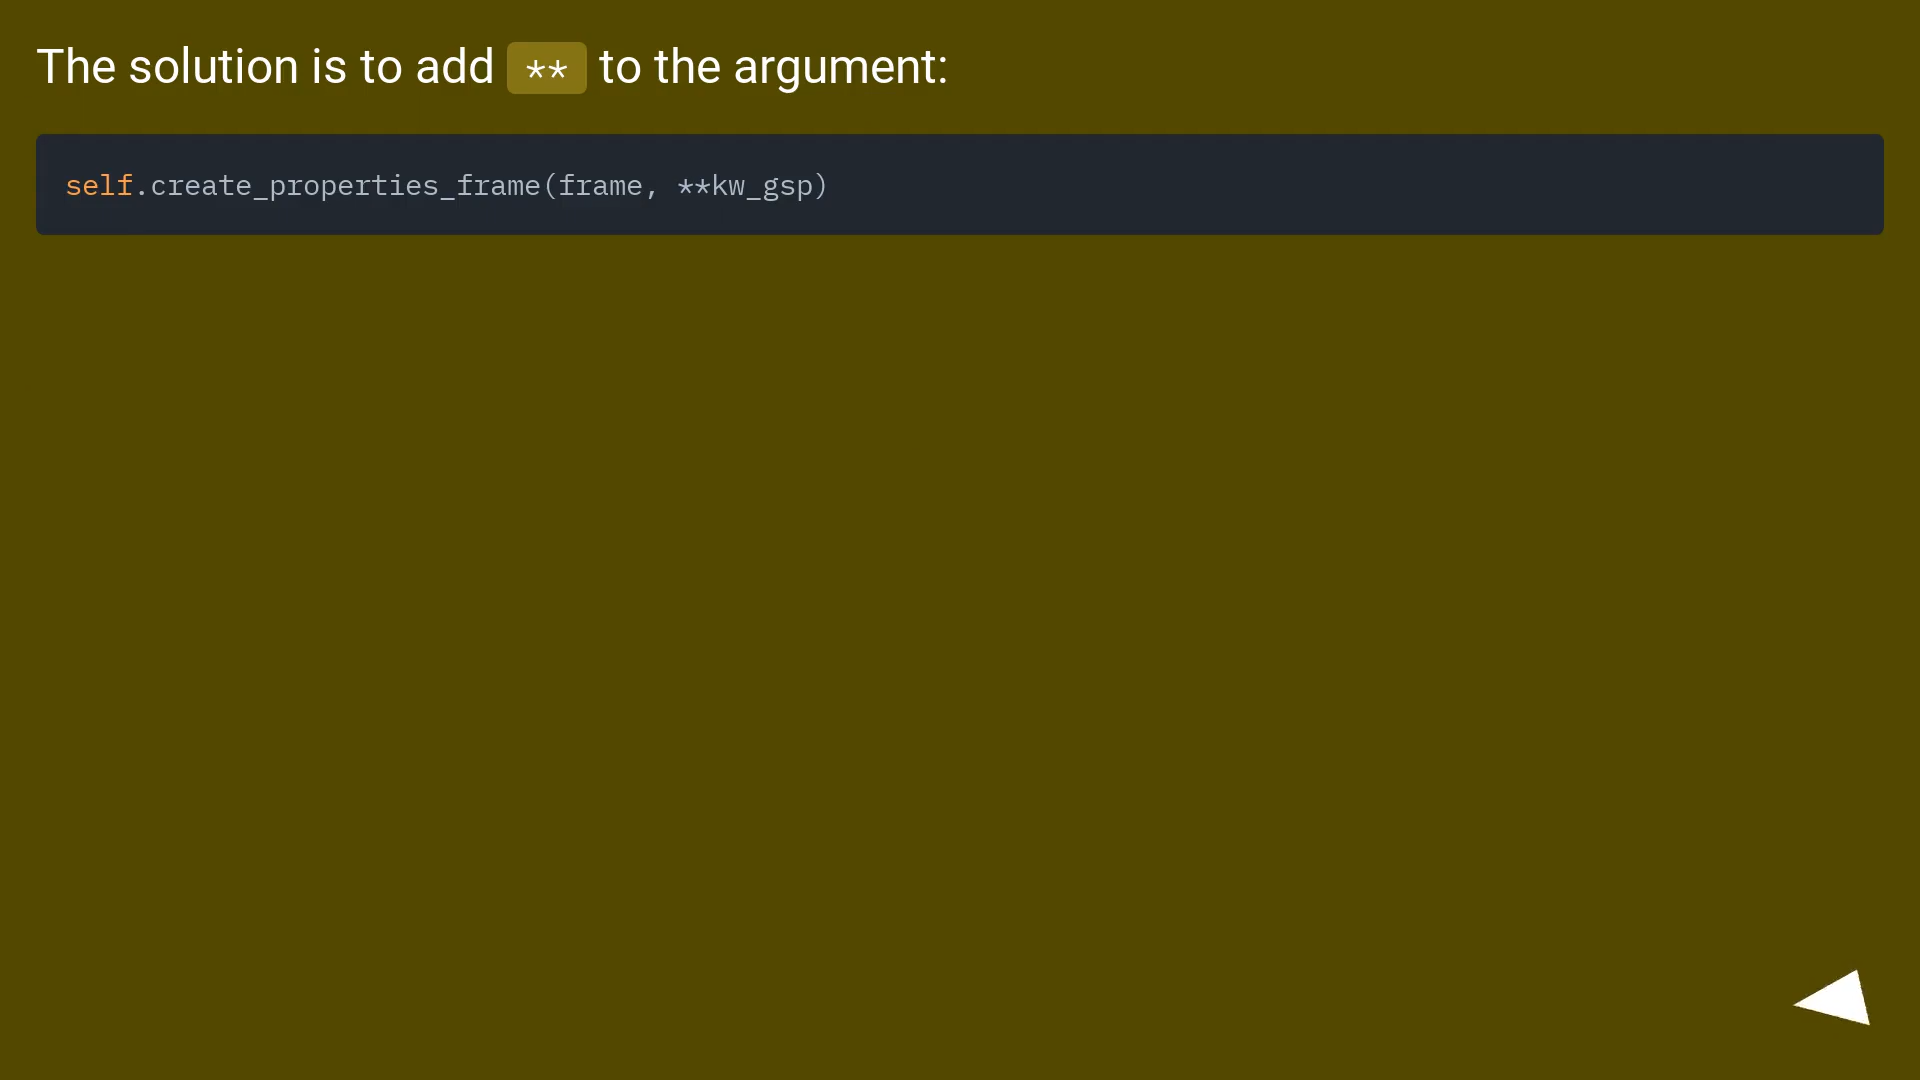 The solution is to add ** to the argument:
self.create_properties_frame(frame, **kw_gsp)